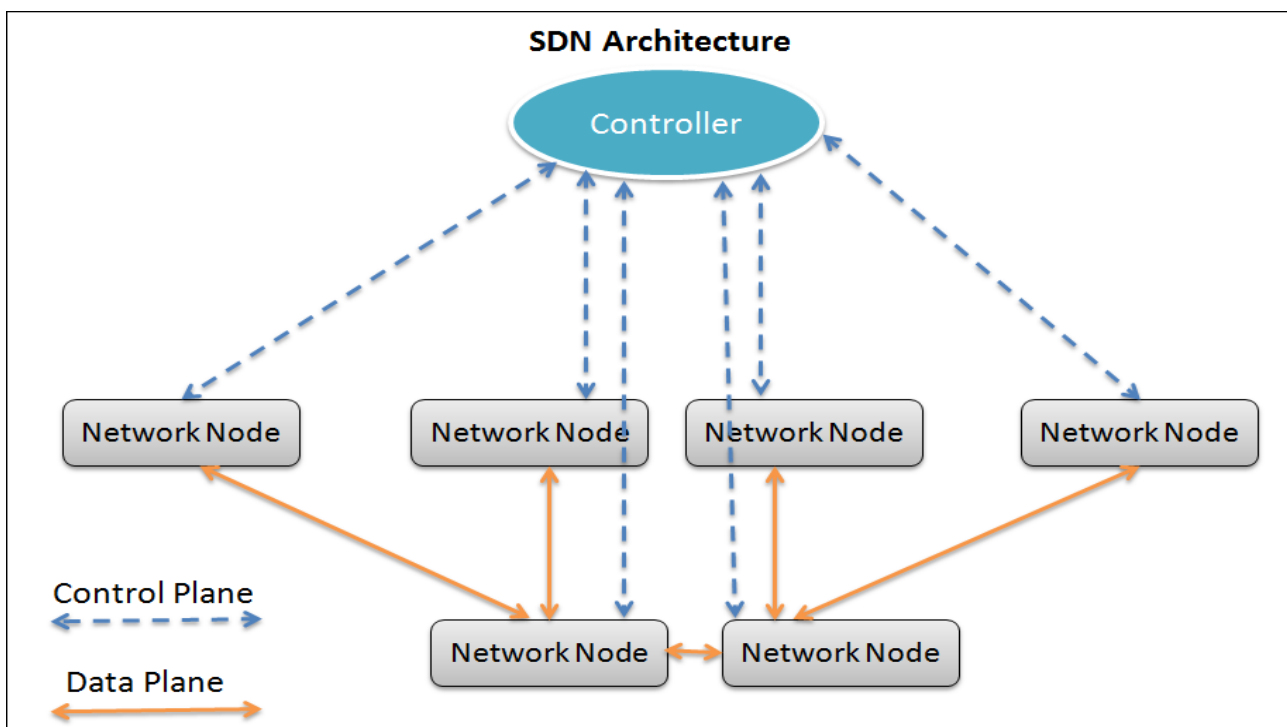 SDN Architecture
Controller
Network Node
Network Node
Network Node
Network Node
Control Plane
Network Node
Network Node
Data Plane